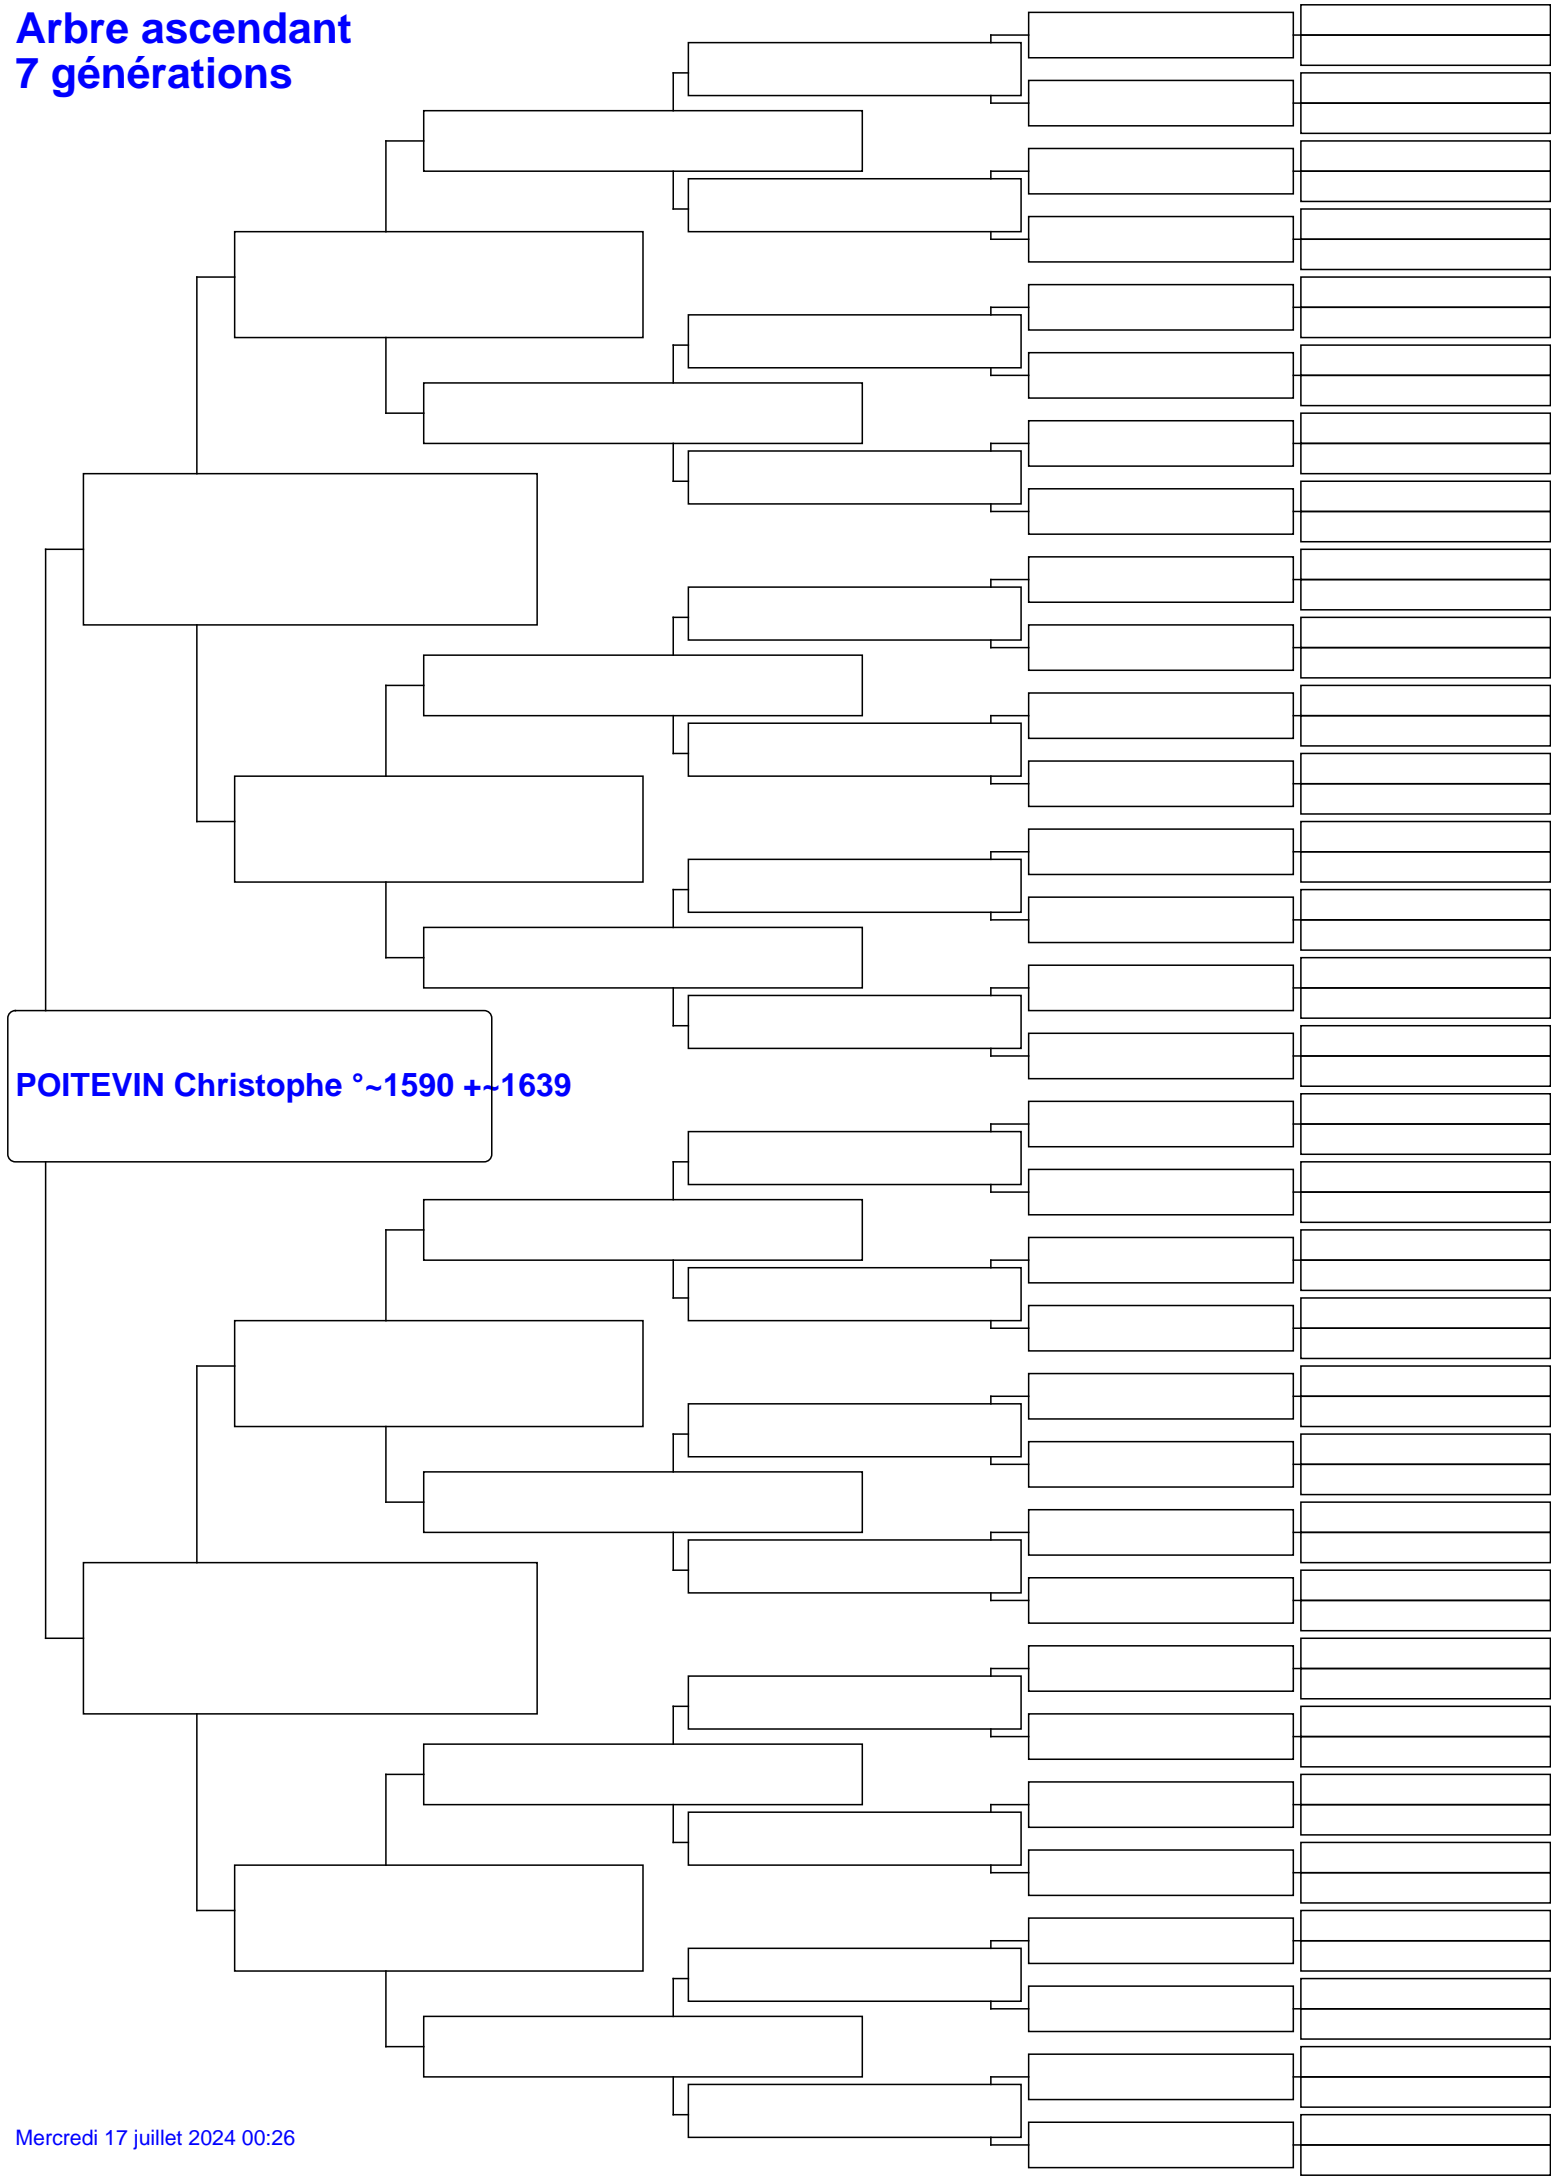 Arbre ascendant
7 générations
POITEVIN Christophe °~1590 +~1639
Mercredi 17 juillet 2024 00:26